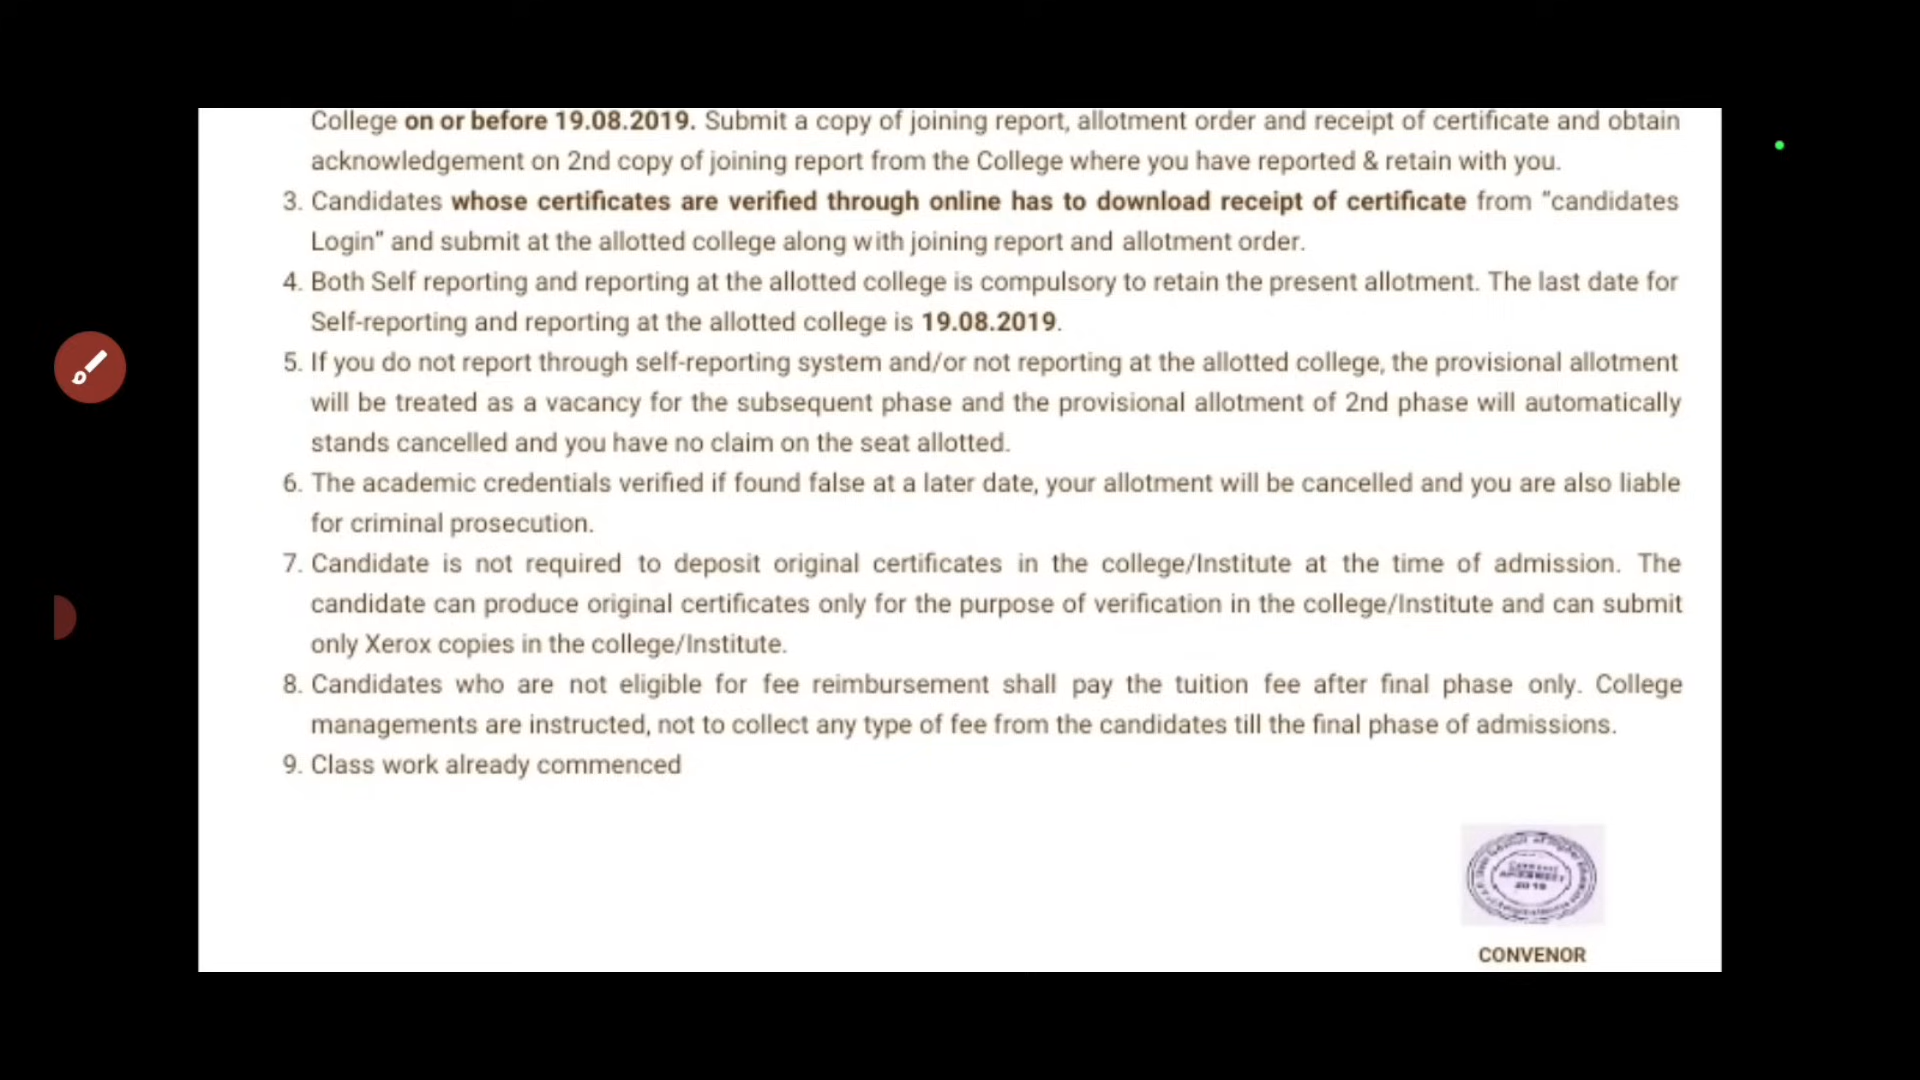 College on or before 19.08.2019. Submit a copy of joining report, allotment order and receipt of certificate and obtain
acknowledgement on 2nd copy of joining report from the College where you have reported & retain with you.
3. Candidates whose certificates are verified through online has to download receipt of certificate from "candidates
Login" and submit at the allotted college along with joining report and allotment order.
4. Both Self reporting and reporting at the allotted college is compulsory to retain the present allotment. The last date for
Self-reporting and reporting at the allotted college is 19.08.2019.
5. If you do not report through self-reporting system and/or not reporting at the allotted college, the provisional allotment
will be treated as a vacancy for the subsequent phase and the provisional allotment of 2nd phase will automatically
stands cancelled and you have no claim on the seat allotted.
6. The academic credentials verified if found false at a later date, your allotment will be cancelled and you are also liable
for criminal prosecution.
7. Candidate is not required to deposit original certificates in the college/Institute at the time of admission. The
candidate can produce original certificates only for the purpose of verification in the college/Institute and can submit
only Xerox copies in the college/Institute.
8. Candidates who are not eligible for fee reimbursement shall pay the tuition fee after final phase only. College
managements are instructed, not to collect any type of fee from the candidates till the final phase of admissions.
9. Class work already commenced
CONVENOR